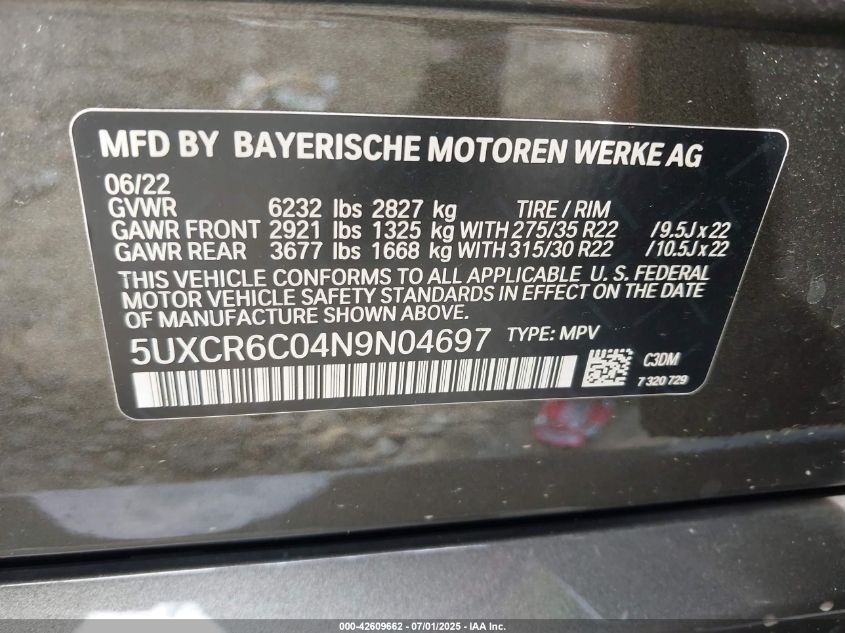 MFD BY BAYERISCHE MOTOREN WERKE AG
06/22
GVWR 6232 lbs 2827 kg TIRE / RIM
GAWR FRONT 2921 lbs 1325 kg WITH 275/35 R22 /9.5J x 22
GAWR REAR 3677 lbs 1668 kg WITH 315/30 R22 /10.5J x 22
THIS VEHICLE CONFORMS TO ALL APPLICABLE U. S. FEDERAL
MOTOR VEHICLE SAFETY STANDARDS IN EFFECT ON THE DATE
OF MANUFACTURE SHOWN ABOVE.
5UXCR6C04N9N04697 TYPE: MPV
C3DM
7 320 729
000-42609662 - 07/01/2025 - IAA Inc.